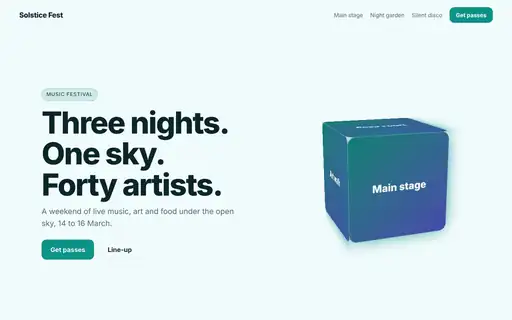 Solstice Fest
Main stage
Night garden
Silent disco
Get passes
MUSIC FESTIVAL
Three nights.
One sky.
Forty artists.
A weekend of live music, art and food under the open
sky, 14 to 16 March.
Get passes
Line-up
Main stage